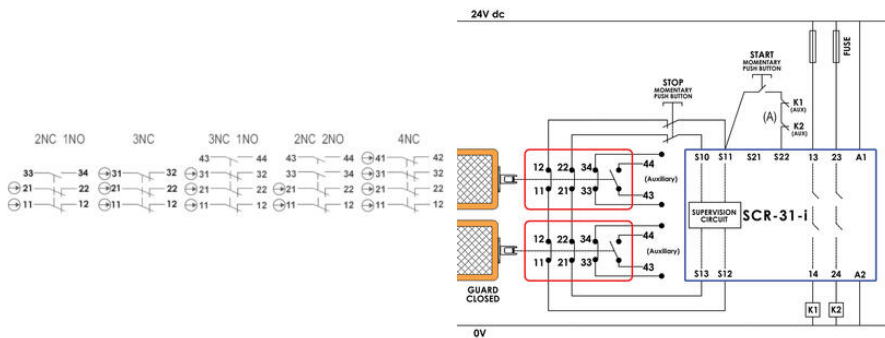 2NC 1NO
3NC
3NC 1NO
2NC 2NO
4NC
33 34
21 22
11 12
31 32
21 22
11 12
43 44
31 32
21 22
11 12
43 44
33 34
21 22
11 12
41 42
31 32
21 22
11 12
24V dc
START
MOMENTARY
PUSH BUTTON
FUSE
STOP
MOMENTARY
PUSH BUTTON
K1
(AUX)
(A)
K2
(AUX)
S10 S11 S21 S22 13 23 A1
12 22 34 44
(Auxiliary)
11 21 33 43
SUPERVISION
CIRCUIT
SCR-31-i
12 22 34 44
(Auxiliary)
11 21 33 43
S13 S12 14 24 A2
GUARD
CLOSED
K1 K2
0V